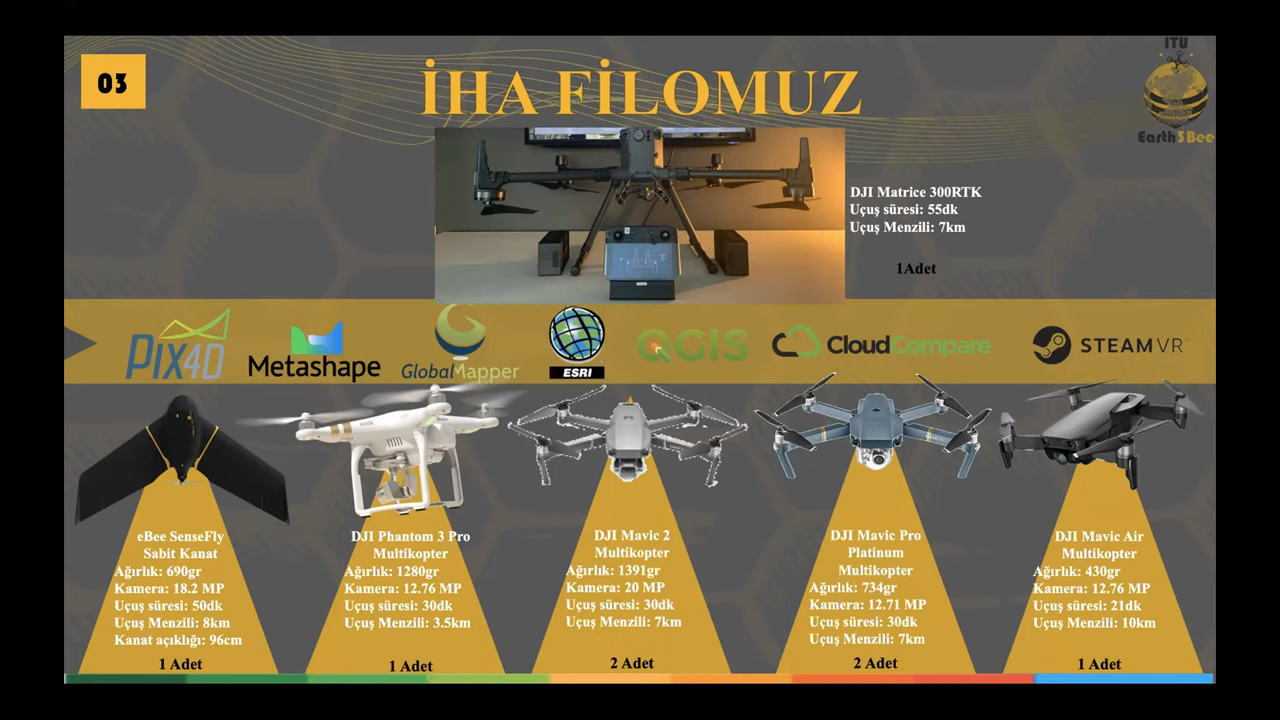 03
İHA FİLOMUZ
ITU
Earth3Bee
DJI Matrice 300RTK
Uçuş süresi: 55dk
Uçuş Menzili: 7km
1Adet
PIX4D
Metashape
GlobalMapper
ESRI
QGIS
CloudCompare
STEAMVR
eBee SenseFly
Sabit Kanat
Ağırlık: 690gr
Kamera: 18.2 MP
Uçuş süresi: 50dk
Uçuş Menzili: 8km
Kanat açıklığı: 96cm
1 Adet
DJI Phantom 3 Pro
Multikopter
Ağırlık: 1280gr
Kamera: 12.76 MP
Uçuş süresi: 30dk
Uçuş Menzili: 3.5km
1 Adet
DJI Mavic 2
Multikopter
Ağırlık: 1391gr
Kamera: 20 MP
Uçuş süresi: 30dk
Uçuş Menzili: 7km
2 Adet
DJI Mavic Pro
Platinum
Multikopter
Ağırlık: 734gr
Kamera: 12.71 MP
Uçuş süresi: 30dk
Uçuş Menzili: 7km
2 Adet
DJI Mavic Air
Multikopter
Ağırlık: 430gr
Kamera: 12.76 MP
Uçuş süresi: 21dk
Uçuş Menzili: 10km
1 Adet